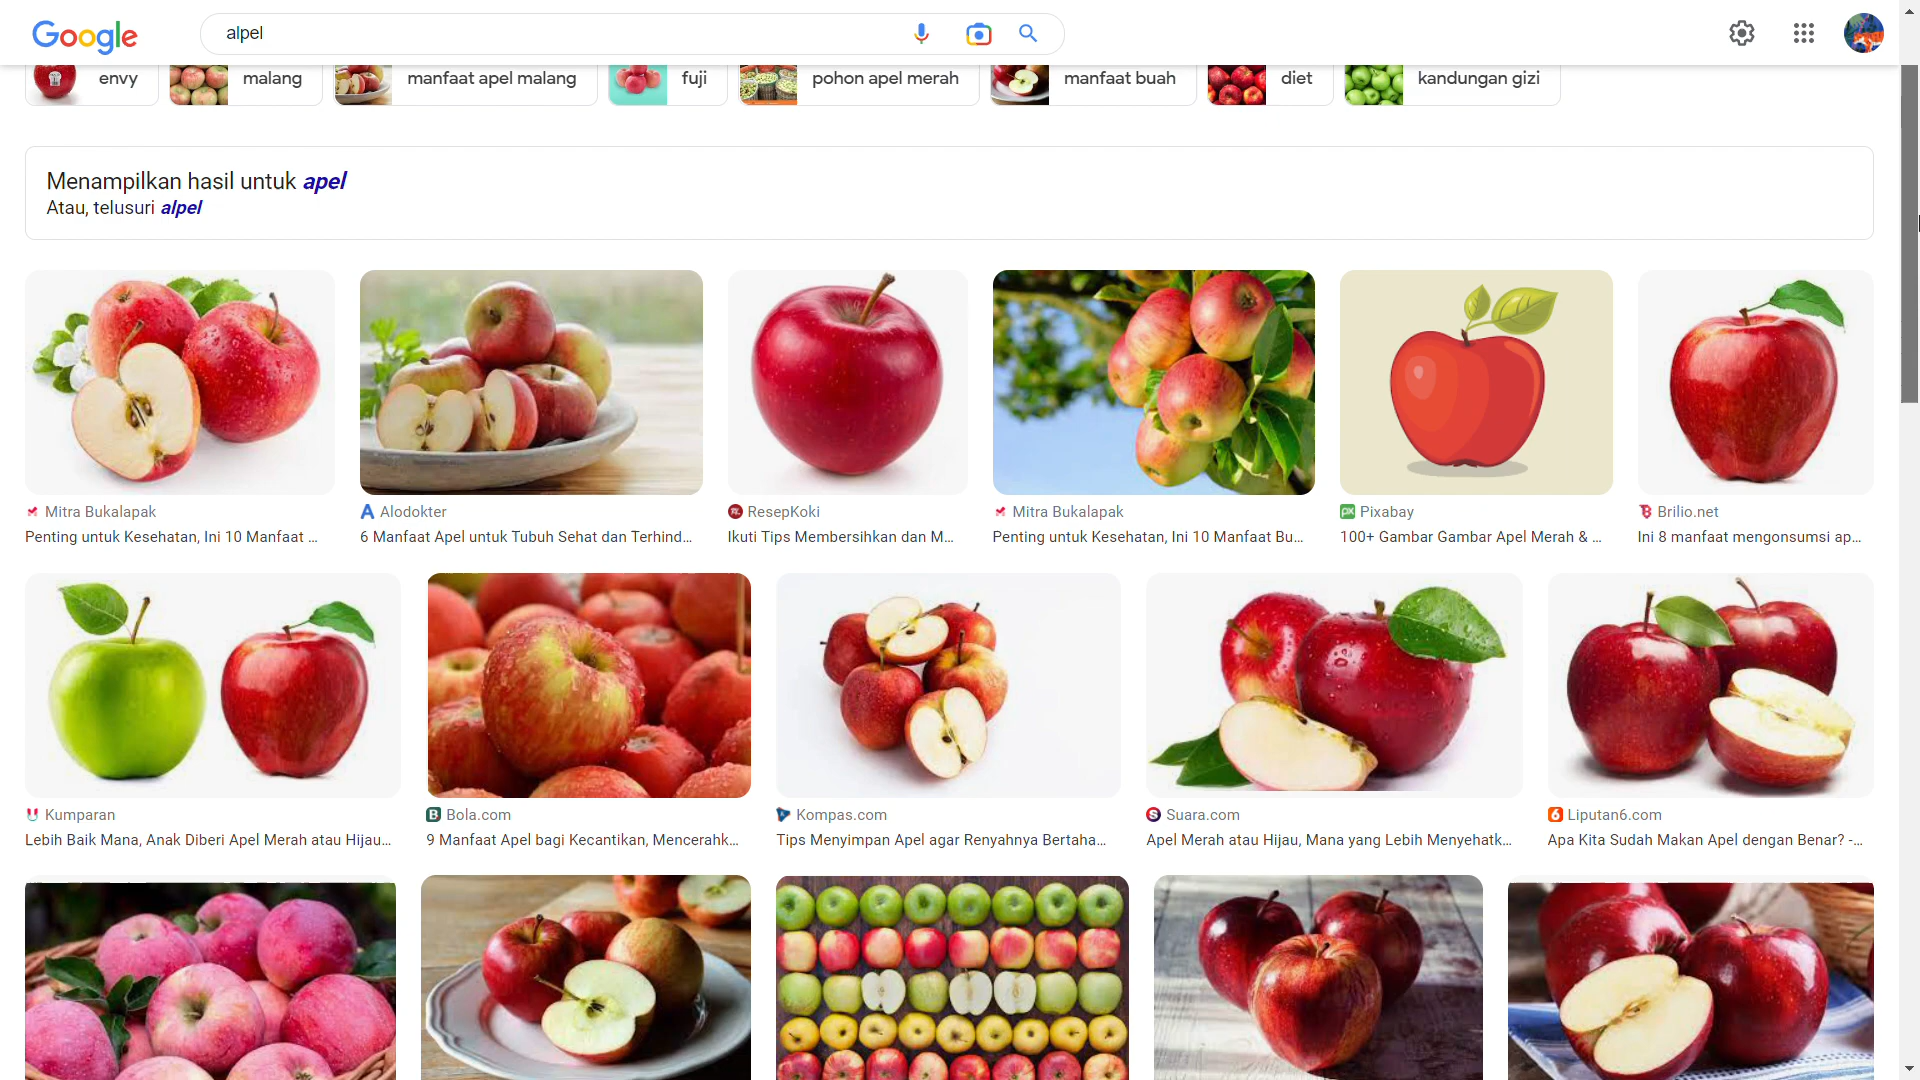 Google
alpel
envy
malang
manfaat apel malang
fuji
pohon apel merah
manfaat buah
diet
kandungan gizi
Menampilkan hasil untuk apel
Atau, telusuri alpel
Mitra Bukalapak
Penting untuk Kesehatan, Ini 10 Manfaat ...
Alodokter
6 Manfaat Apel untuk Tubuh Sehat dan Terhind...
ResepKoki
Ikuti Tips Membersihkan dan M...
Mitra Bukalapak
Penting untuk Kesehatan, Ini 10 Manfaat Bu...
Pixabay
100+ Gambar Gambar Apel Merah & ...
Brilio.net
Ini 8 manfaat mengonsumsi ap...
Kumparan
Lebih Baik Mana, Anak Diberi Apel Merah atau Hijau...
Bola.com
9 Manfaat Apel bagi Kecantikan, Mencerahk...
Kompas.com
Tips Menyimpan Apel agar Renyahnya Bertaha...
Suara.com
Apel Merah atau Hijau, Mana yang Lebih Menyehatk...
Liputan6.com
Apa Kita Sudah Makan Apel dengan Benar? -...